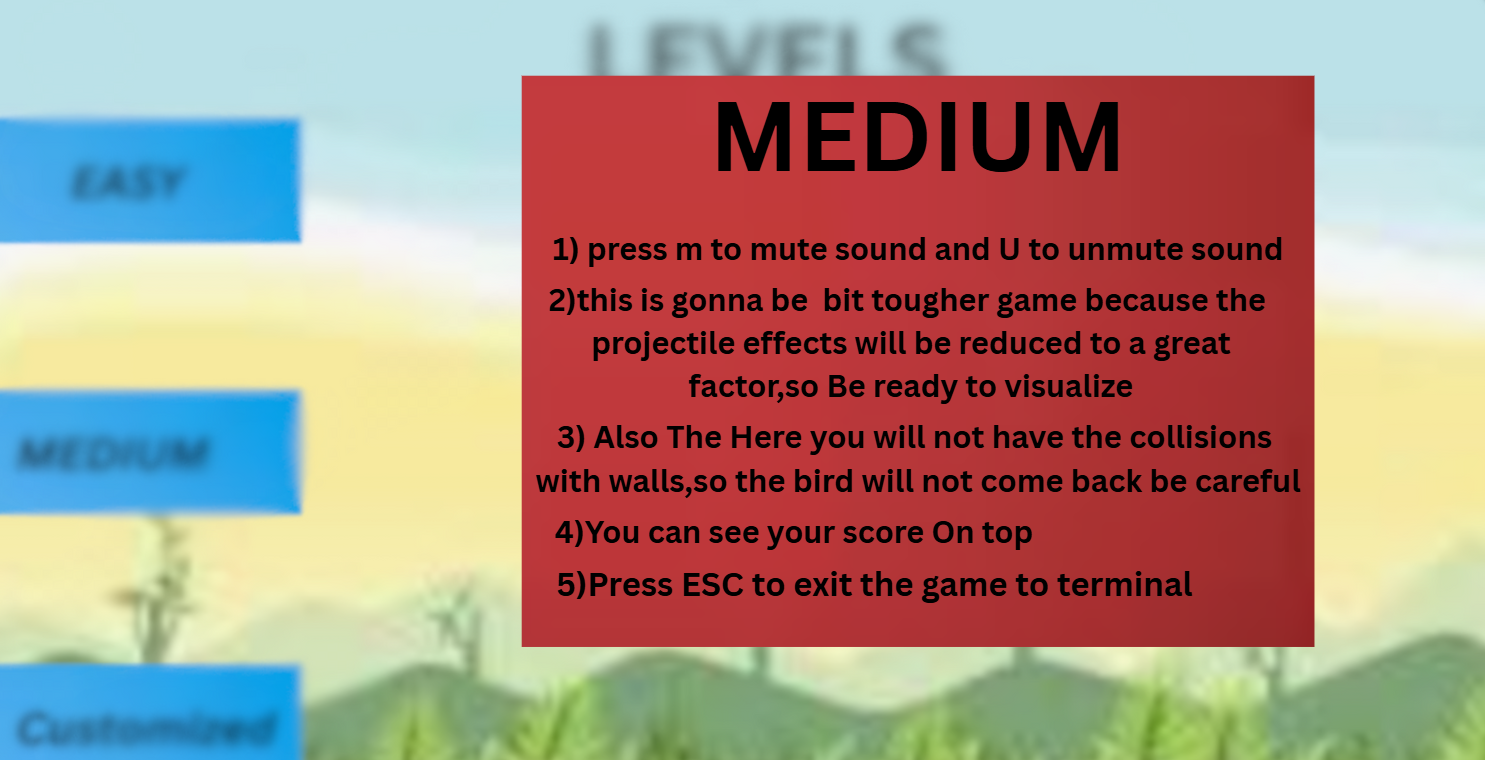 LEVELS
EASY
MEDIUM
Customized
MEDIUM
1) press m to mute sound and U to unmute sound
2)this is gonna be  bit tougher game because the
projectile effects will be reduced to a great
factor,so Be ready to visualize
3) Also The Here you will not have the collisions
with walls,so the bird will not come back be careful
4)You can see your score On top
5)Press ESC to exit the game to terminal